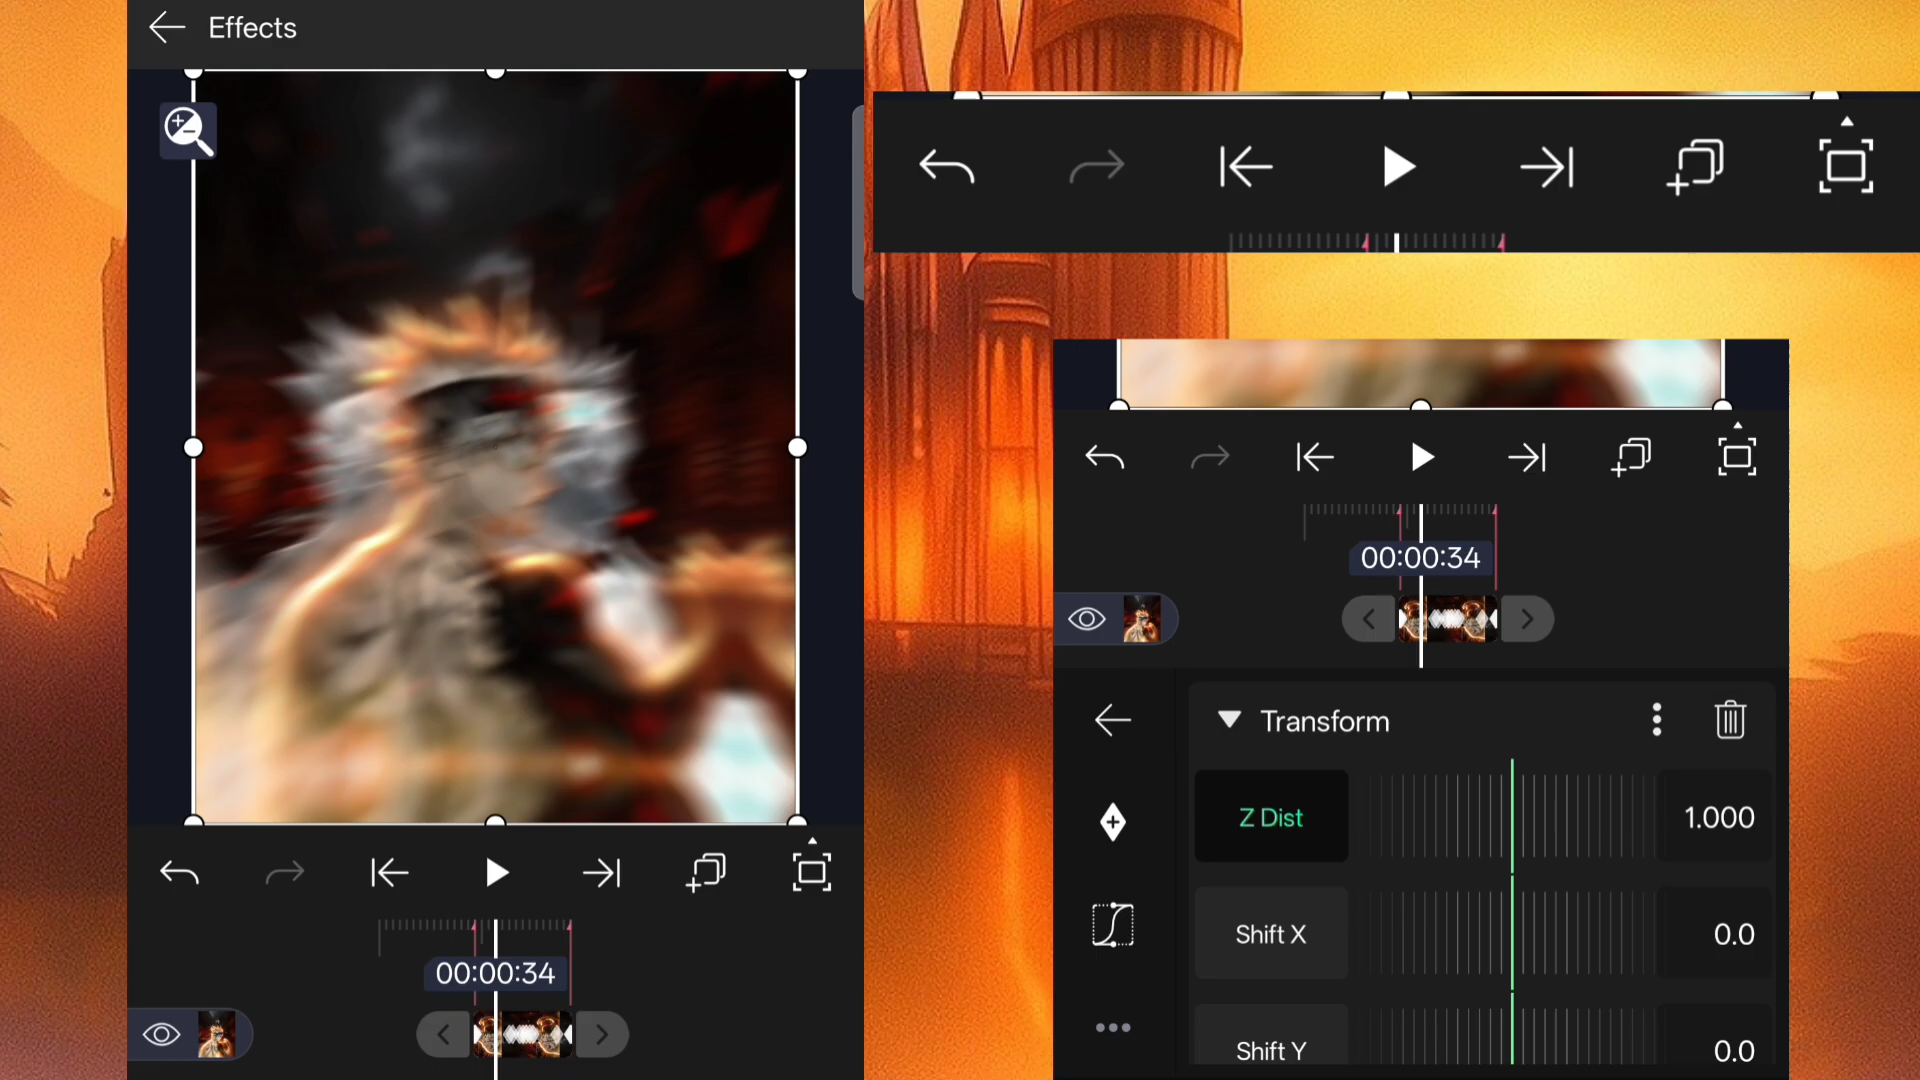 Effects
00:00:34
00:00:34
Transform
Z Dist
1.000
Shift X
0.0
Shift Y
0.0